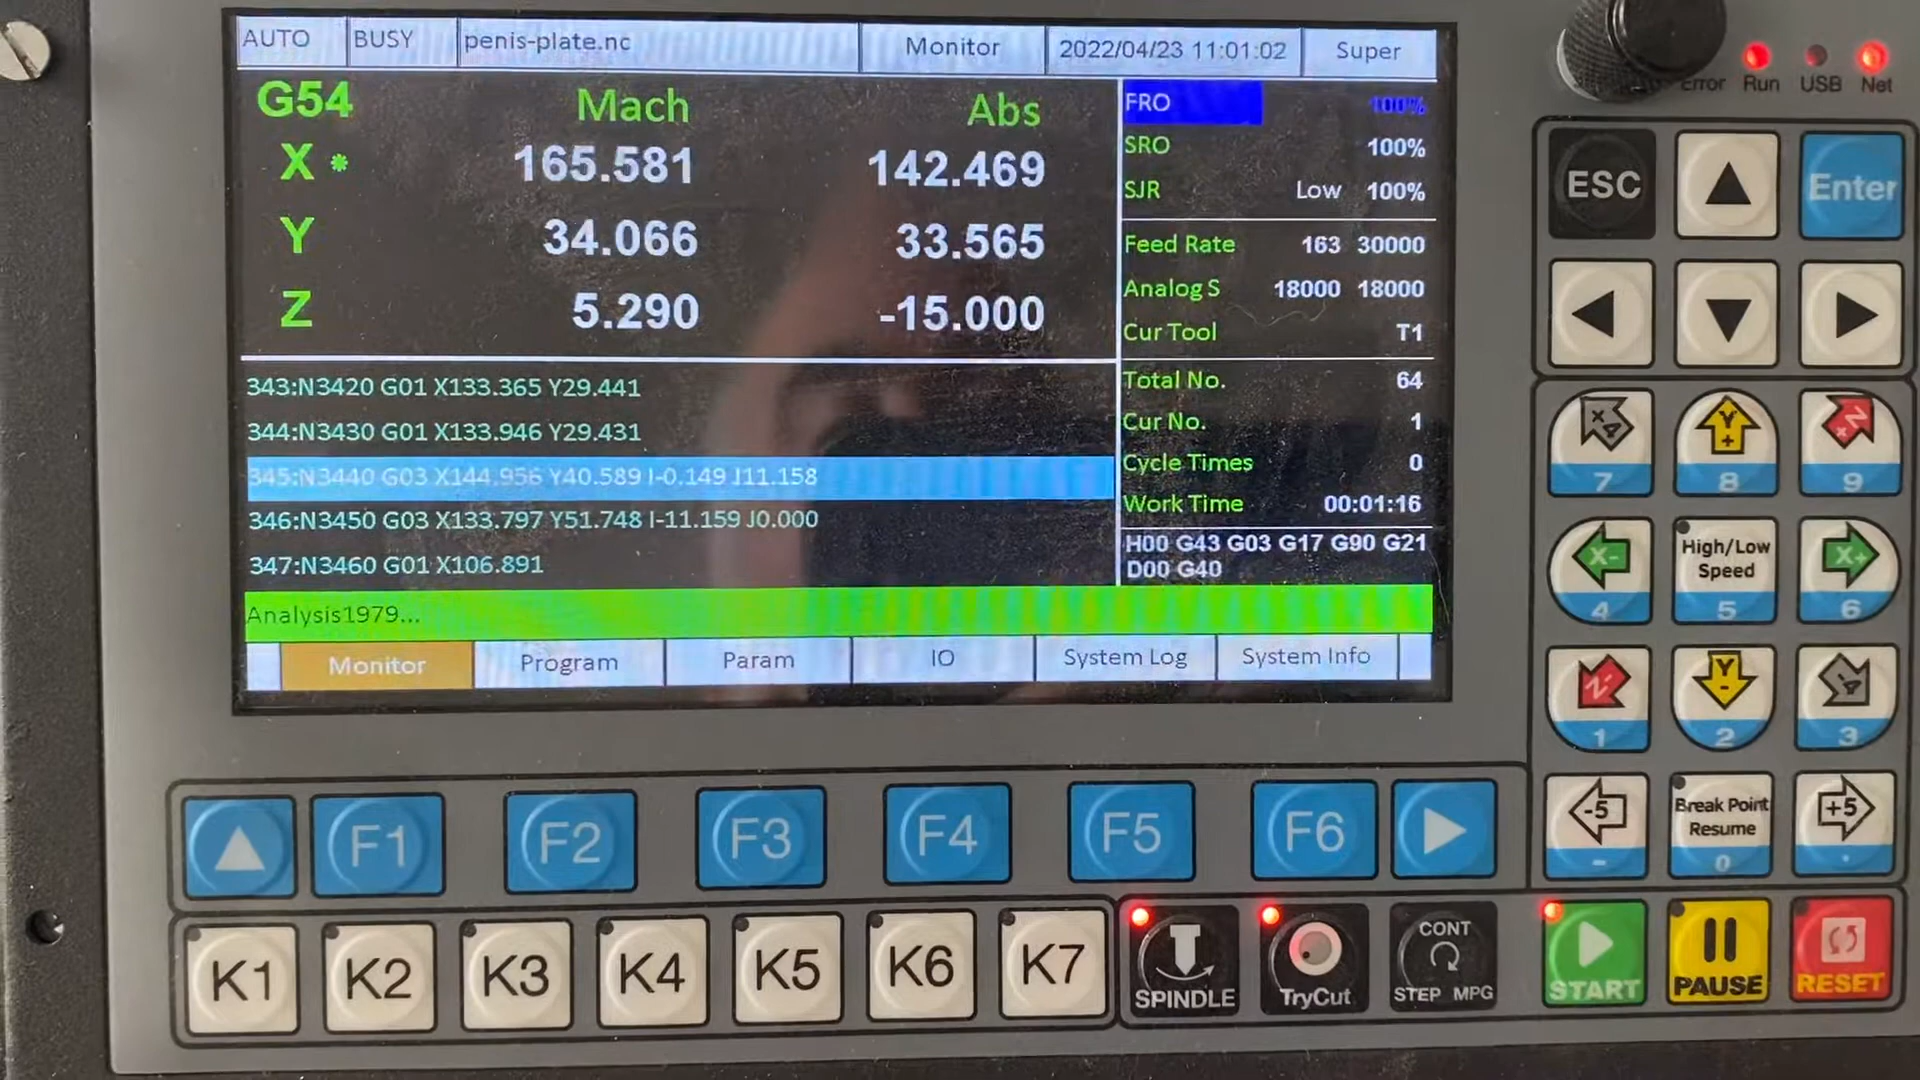 AUTO BUSY penis-plate.nc Monitor 2022/04/23 11:01:02 Super
Error Run USB Net
G54 Mach Abs
X * 165.581 142.469
Y 34.066 33.565
Z 5.290 -15.000
FRO 100%
SRO 100%
SJR Low 100%
Feed Rate 163 30000
Analog S 18000 18000
Cur Tool T1
Total No. 64
Cur No. 1
Cycle Times 0
Work Time 00:01:16
H00 G43 G03 G17 G90 G21
D00 G40
343:N3420 G01 X133.365 Y29.441
344:N3430 G01 X133.946 Y29.431
345:N3440 G03 X144.956 Y40.589 I-0.149 J11.158
346:N3450 G03 X133.797 Y51.748 I-11.159 J0.000
347:N3460 G01 X106.891
Analysis1979...
Monitor Program Param IO System Log System Info
ESC Enter
7 Y+ 8 9
X- 4 High/Low Speed 5 X+ 6
Z- 1 Y- 2 3
-5 - Break Point Resume 0 +5 .
F1 F2 F3 F4 F5 F6
K1 K2 K3 K4 K5 K6 K7
SPINDLE TryCut CONT STEP MPG START PAUSE RESET